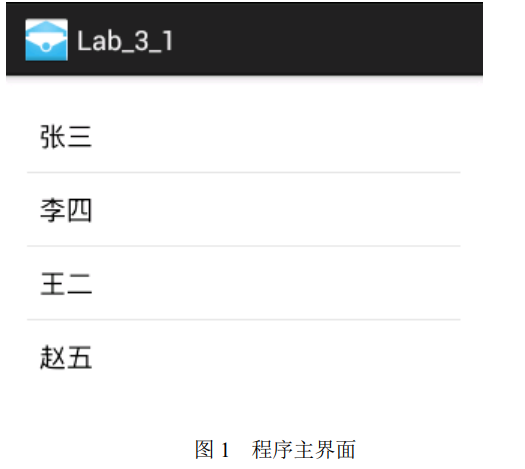 Lab_3_1
张三
李四
王二
赵五
图 1 程序主界面